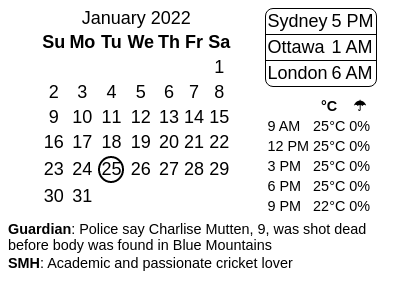 January 2022
Su Mo Tu We Th Fr Sa
1
2 3 4 5 6 7 8
9 10 11 12 13 14 15
16 17 18 19 20 21 22
23 24 25 26 27 28 29
30 31
Sydney 5 PM
Ottawa 1 AM
London 6 AM
°C ☂
9 AM 25°C 0%
12 PM 25°C 0%
3 PM 25°C 0%
6 PM 25°C 0%
9 PM 22°C 0%
Guardian: Police say Charlise Mutten, 9, was shot dead
before body was found in Blue Mountains
SMH: Academic and passionate cricket lover